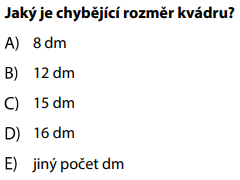 Jaký je chybějící rozměr kvádru?
A) 8 dm
B) 12 dm
C) 15 dm
D) 16 dm
E) jiný počet dm